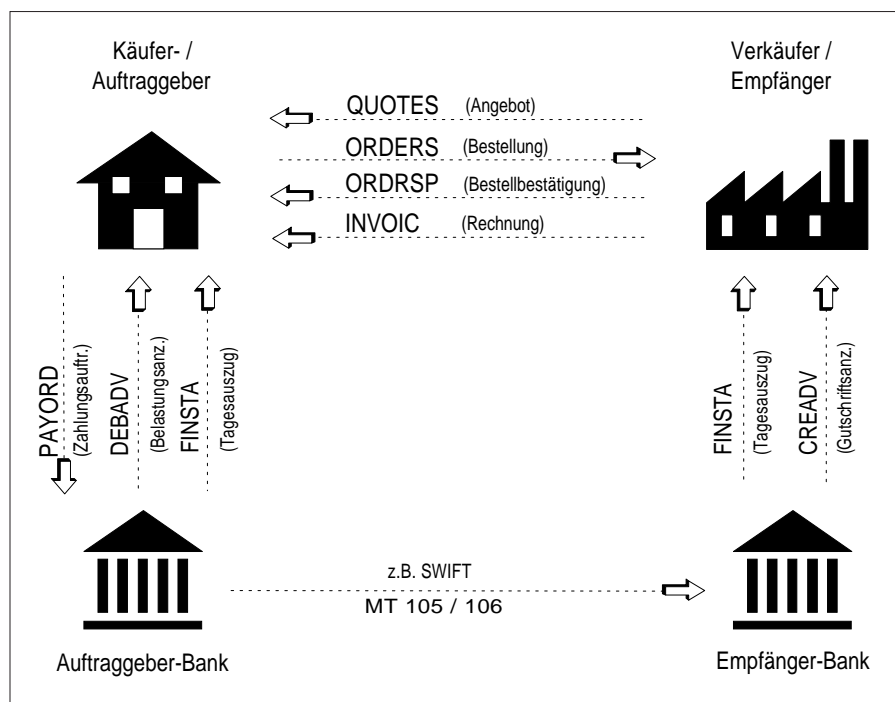 Käufer- /
Auftraggeber
Verkäufer /
Empfänger
QUOTES (Angebot)
ORDERS (Bestellung)
ORDRSP (Bestellbestätigung)
INVOIC (Rechnung)
PAYORD
(Zahlungsauftr.)
DEBADV
(Belastungsanz.)
FINSTA
(Tagesauszug)
FINSTA
(Tagesauszug)
CREADV
(Gutschriftsanz.)
z.B. SWIFT
MT 105 / 106
Auftraggeber-Bank
Empfänger-Bank